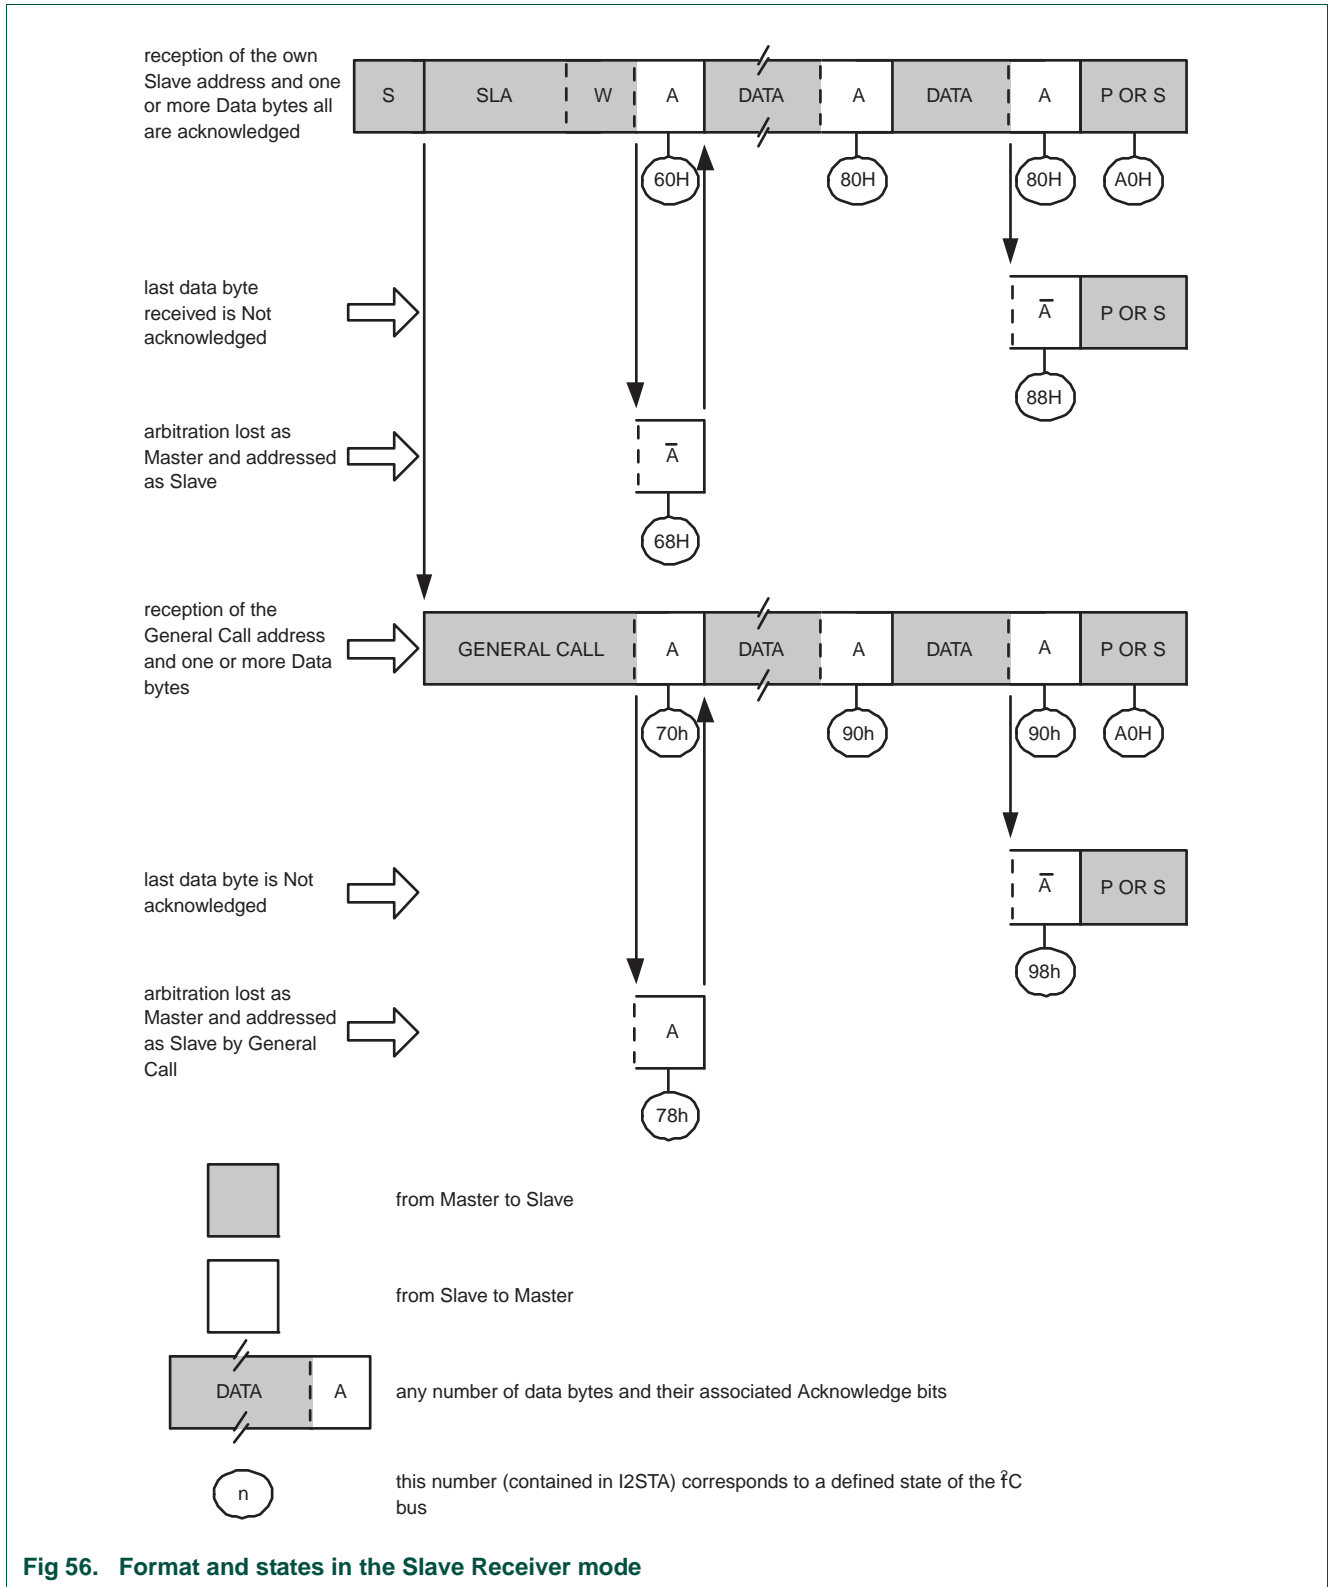 reception of the own
Slave address and one
or more Data bytes all
are acknowledged
S SLA W A DATA A DATA A P OR S
60H 80H 80H A0H
last data byte
received is Not
acknowledged
A̅ P OR S
88H
arbitration lost as
Master and addressed
as Slave
A̅
68H
reception of the
General Call address
and one or more Data
bytes
GENERAL CALL A DATA A DATA A P OR S
70h 90h 90h A0H
last data byte is Not
acknowledged
A̅ P OR S
98h
arbitration lost as
Master and addressed
as Slave by General
Call
A
78h
from Master to Slave
from Slave to Master
DATA A any number of data bytes and their associated Acknowledge bits
n this number (contained in I2STA) corresponds to a defined state of the I²C
bus
Fig 56. Format and states in the Slave Receiver mode